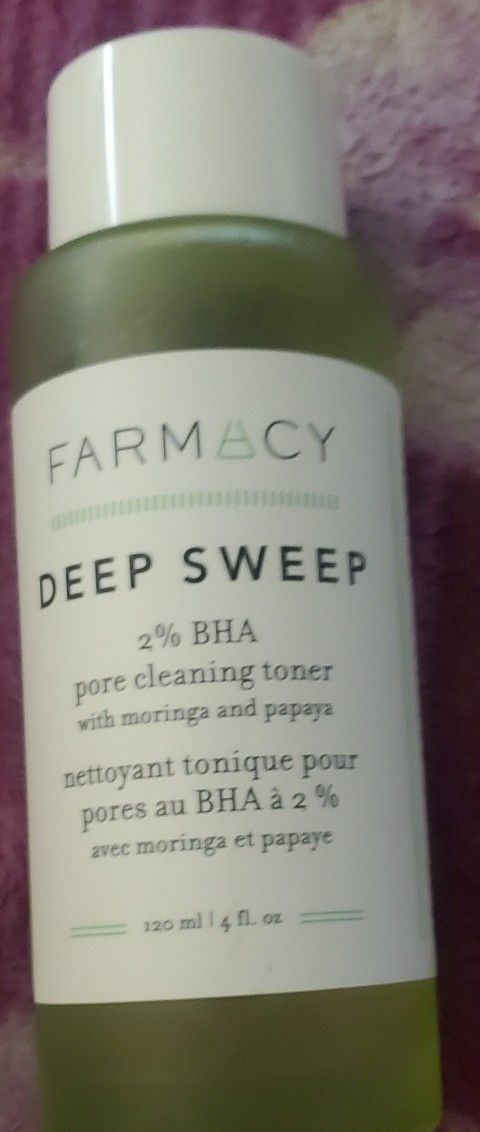 FARMACY
DEEP SWEEP
2% BHA
pore cleaning toner
with moringa and papaya
nettoyant tonique pour
pores au BHA à 2 %
avec moringa et papaye
120 ml | 4 fl. oz